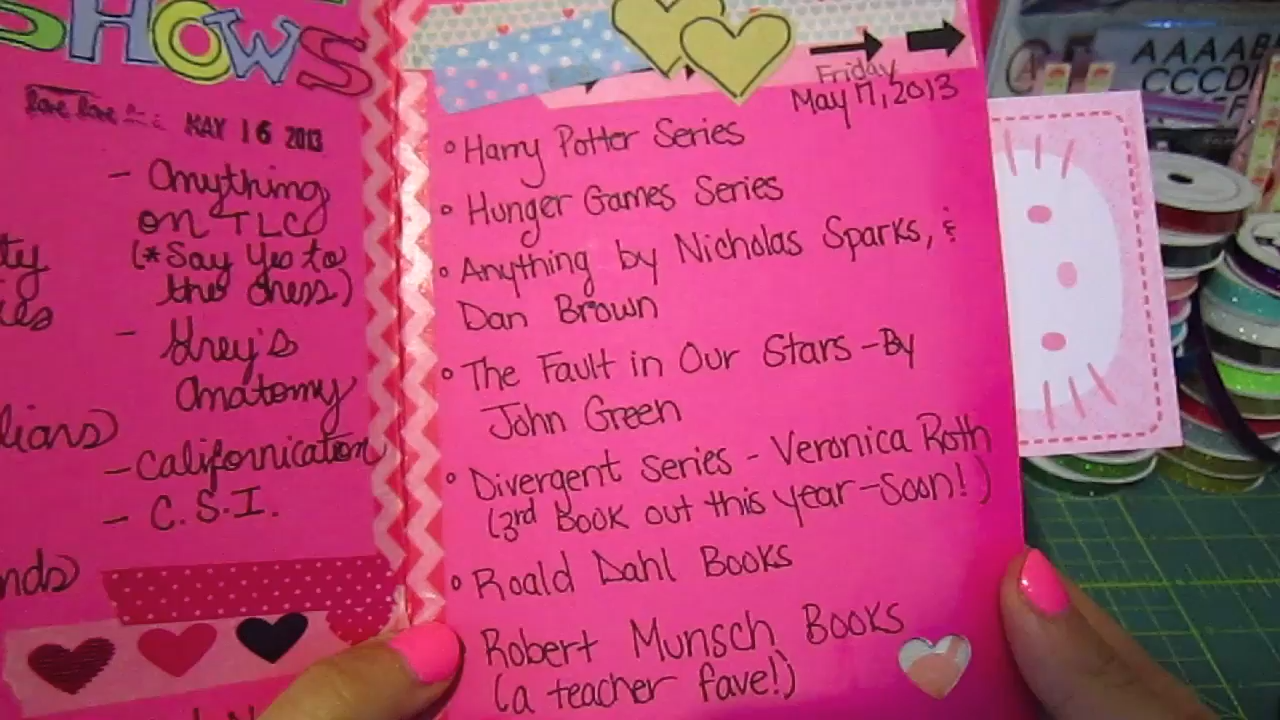 SHOWS
MAY 16 2013
- Anything
on TLC
(*Say Yes to
the dress)
- Grey's
Anatomy
- Californication
- C.S.I.
Friday
May 17, 2013
◦ Harry Potter Series
◦ Hunger Games Series
◦ Anything by Nicholas Sparks, &
Dan Brown
◦ The Fault in Our Stars - By
John Green
◦ Divergent Series - Veronica Roth
(3rd Book out this year - Soon!)
◦ Roald Dahl Books
Robert Munsch Books
(a teacher fave!)